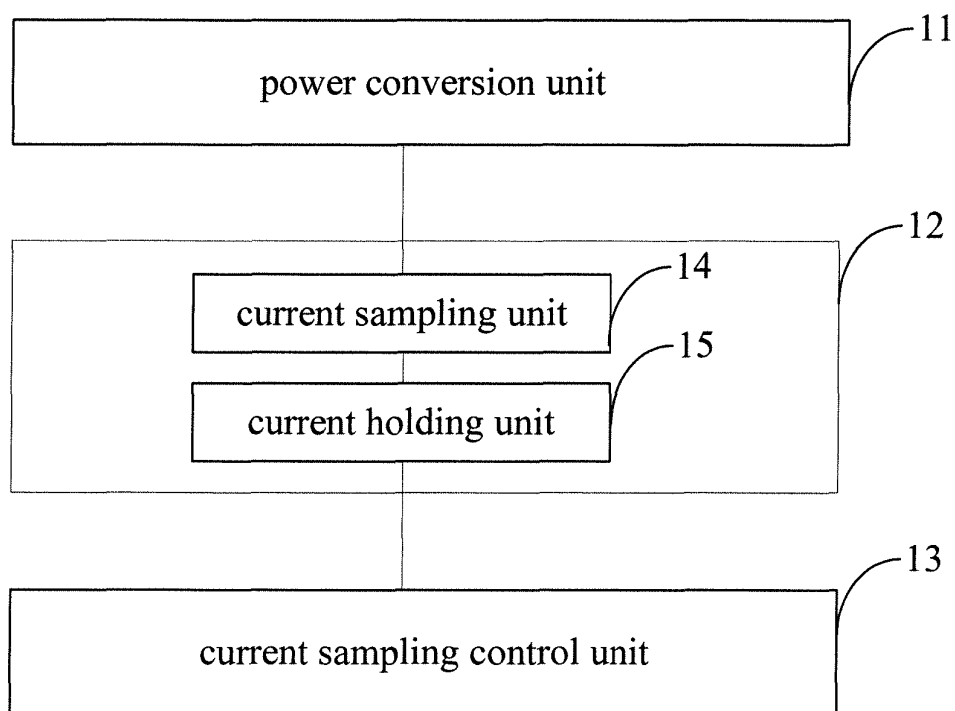 11
power conversion unit
12
14
current sampling unit
15
current holding unit
13
current sampling control unit